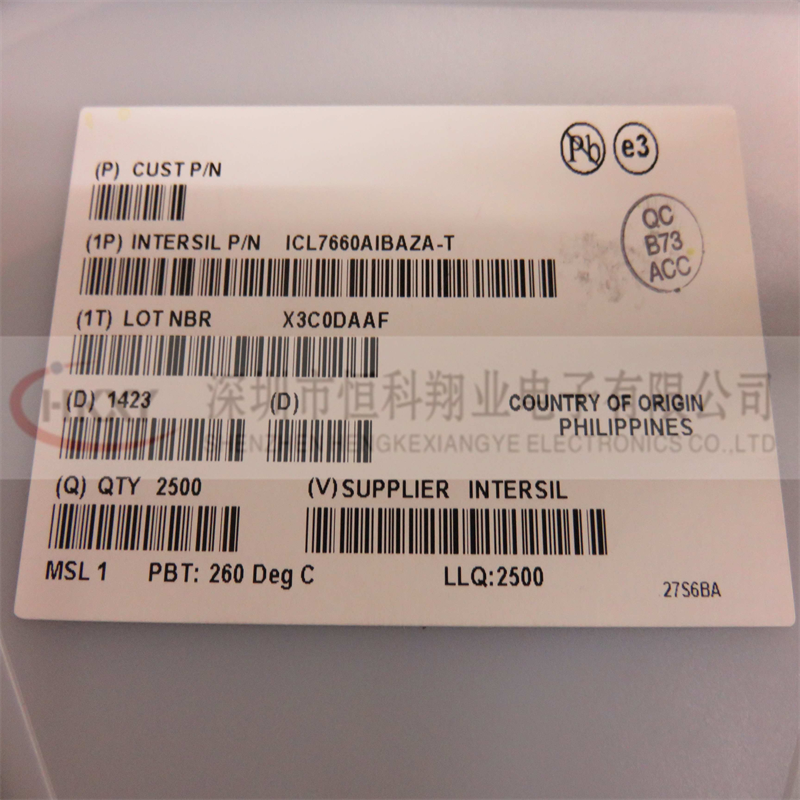 Pb
e3
(P) CUST P/N
QC
B73
ACC
(1P) INTERSIL P/N ICL7660AIBAZA-T
(1T) LOT NBR X3C0DAAF
深圳市恒科翔业电子有限公司
(D) 1423 (D)
COUNTRY OF ORIGIN
PHILIPPINES
SHENZHEN HENGKEXIANGYE ELECTRONICS CO.,LTD
(Q) QTY 2500 (V) SUPPLIER INTERSIL
MSL 1 PBT: 260 Deg C LLQ:2500
27S6BA